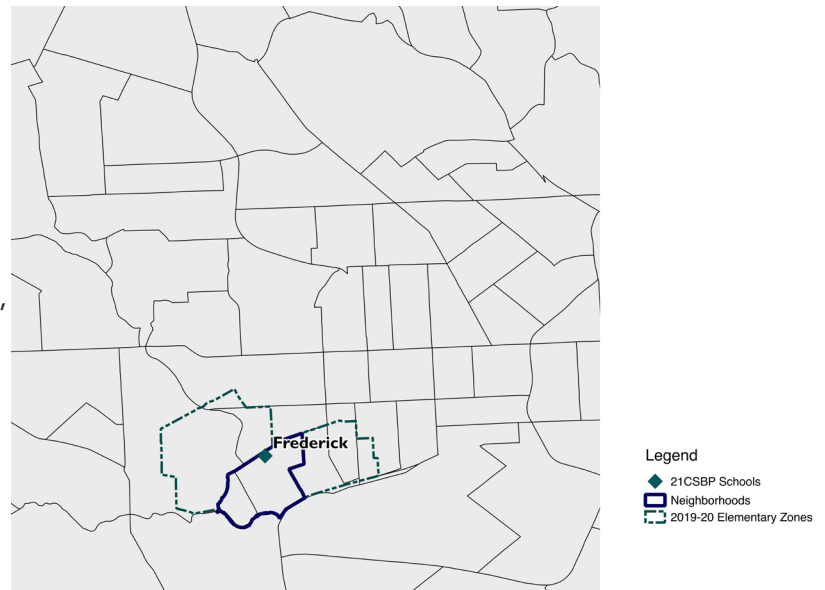 ,
Frederick
Legend
21CSBP Schools
Neighborhoods
2019-20 Elementary Zones